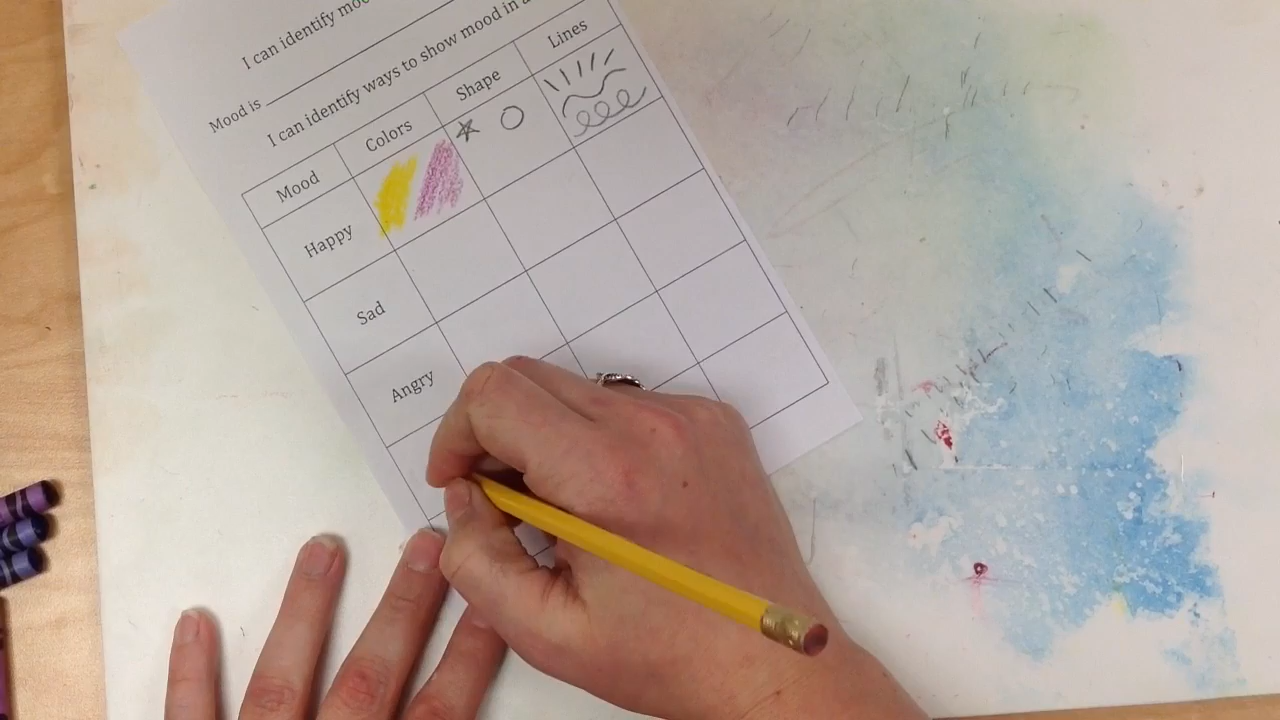 I can identify moo
Mood is
I can identify ways to show mood in a
Mood Colors Shape Lines
Happy
Sad
Angry